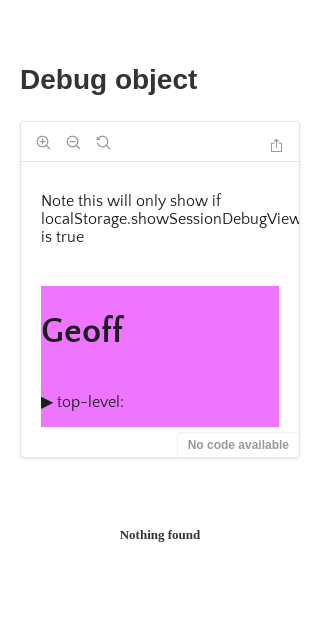 Debug object
Note this will only show if
localStorage.showSessionDebugView
is true
Geoff
▶ top-level:
No code available
Nothing found